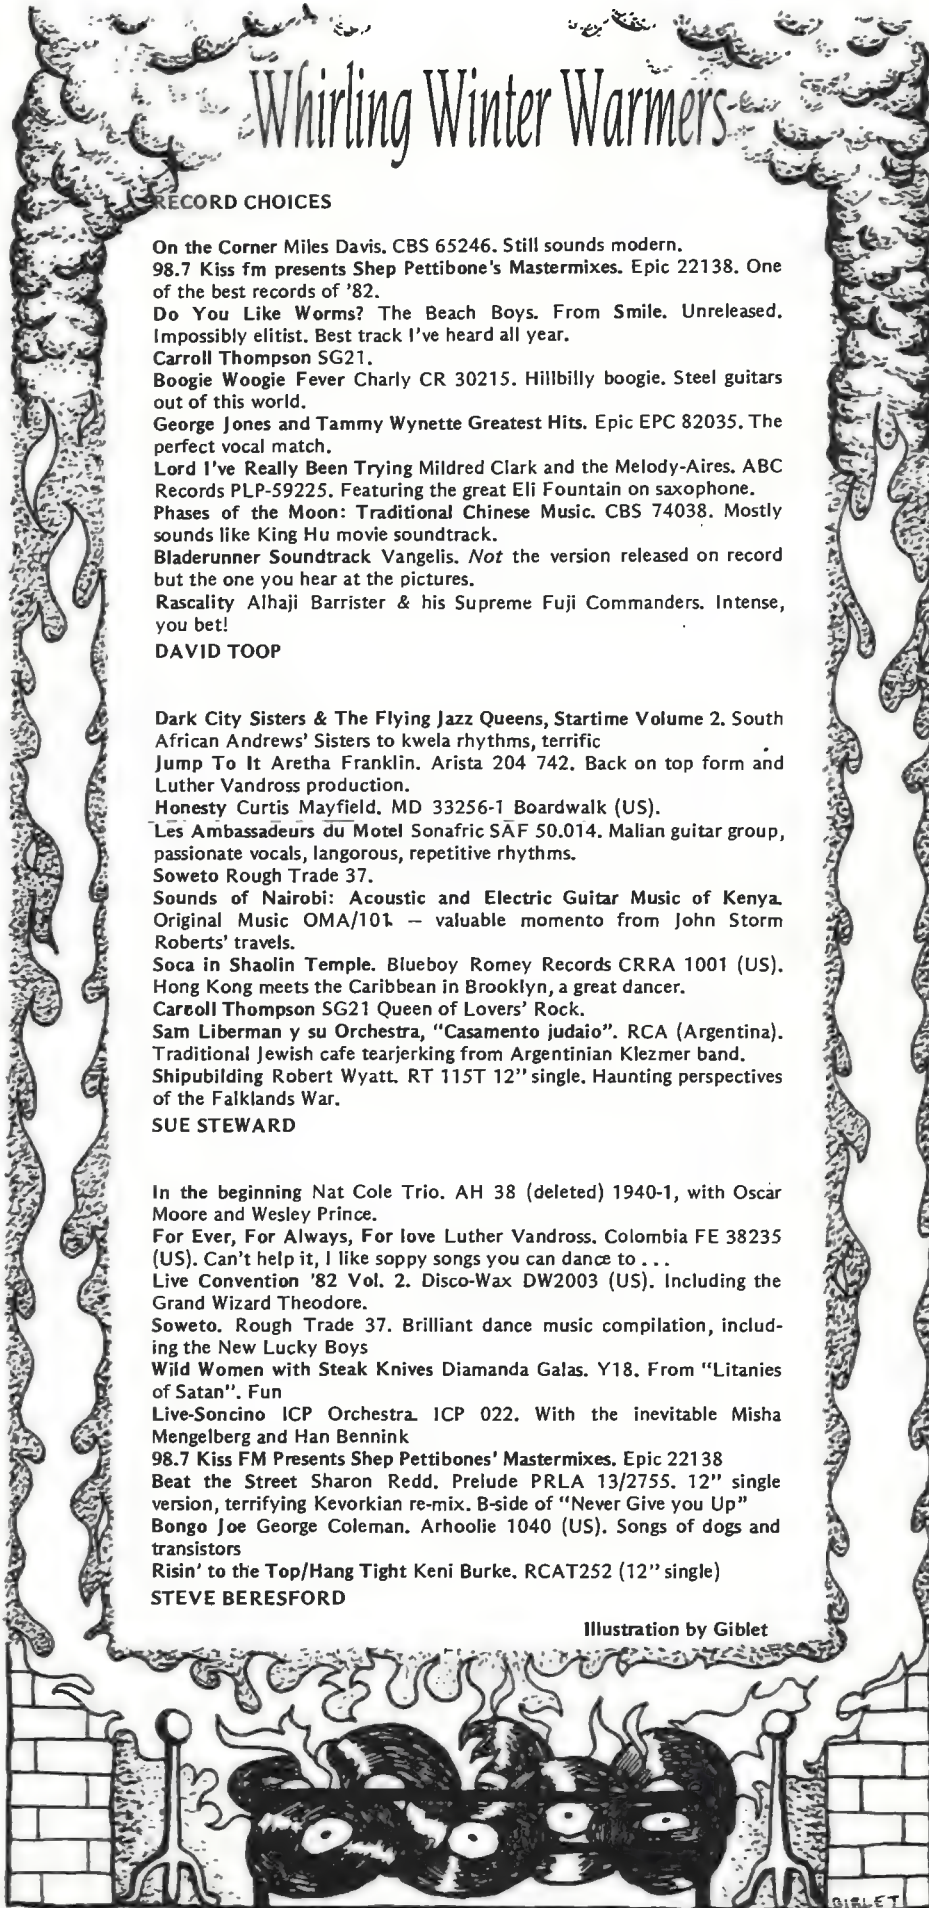 Whirling Winter Warmers
RECORD CHOICES
On the Corner Miles Davis. CBS 65246. Still sounds modern.
98.7 Kiss fm presents Shep Pettibone's Mastermixes. Epic 22138. One
of the best records of '82.
Do You Like Worms? The Beach Boys. From Smile. Unreleased.
Impossibly elitist. Best track I've heard all year.
Carroll Thompson SG21.
Boogie Woogie Fever Charly CR 30215. Hillbilly boogie. Steel guitars
out of this world.
George Jones and Tammy Wynette Greatest Hits. Epic EPC 82035. The
perfect vocal match.
Lord I've Really Been Trying Mildred Clark and the Melody-Aires. ABC
Records PLP-59225. Featuring the great Eli Fountain on saxophone.
Phases of the Moon: Traditional Chinese Music. CBS 74038. Mostly
sounds like King Hu movie soundtrack.
Bladerunner Soundtrack Vangelis. Not the version released on record
but the one you hear at the pictures.
Rascality Alhaji Barrister & his Supreme Fuji Commanders. Intense,
you bet!
DAVID TOOP
Dark City Sisters & The Flying Jazz Queens, Startime Volume 2. South
African Andrews' Sisters to kwela rhythms, terrific
Jump To It Aretha Franklin. Arista 204 742. Back on top form and
Luther Vandross production.
Honesty Curtis Mayfield. MD 33256-1 Boardwalk (US).
Les Ambassadeurs du Motel Sonafric SAF 50.014. Malian guitar group,
passionate vocals, langorous, repetitive rhythms.
Soweto Rough Trade 37.
Sounds of Nairobi: Acoustic and Electric Guitar Music of Kenya.
Original Music OMA/101. — valuable momento from John Storm
Roberts' travels.
Soca in Shaolin Temple. Blueboy Romey Records CRRA 1001 (US).
Hong Kong meets the Caribbean in Brooklyn, a great dancer.
Carroll Thompson SG21 Queen of Lovers' Rock.
Sam Liberman y su Orchestra, "Casamento judaio". RCA (Argentina).
Traditional Jewish cafe tearjerking from Argentinian Klezmer band.
Shipubilding Robert Wyatt. RT 115T 12" single. Haunting perspectives
of the Falklands War.
SUE STEWARD
In the beginning Nat Cole Trio. AH 38 (deleted) 1940-1, with Oscar
Moore and Wesley Prince.
For Ever, For Always, For love Luther Vandross. Colombia FE 38235
(US). Can't help it, I like soppy songs you can dance to . . .
Live Convention '82 Vol. 2. Disco-Wax DW2003 (US). Including the
Grand Wizard Theodore.
Soweto. Rough Trade 37. Brilliant dance music compilation, includ-
ing the New Lucky Boys
Wild Women with Steak Knives Diamanda Galas. Y18. From "Litanies
of Satan". Fun
Live-Soncino ICP Orchestra. ICP 022. With the inevitable Misha
Mengelberg and Han Bennink
98.7 Kiss FM Presents Shep Pettibones' Mastermixes. Epic 22138
Beat the Street Sharon Redd. Prelude PRLA 13/2755. 12" single
version, terrifying Kevorkian re-mix. B-side of "Never Give you Up"
Bongo Joe George Coleman. Arhoolie 1040 (US). Songs of dogs and
transistors
Risin' to the Top/Hang Tight Keni Burke. RCAT252 (12" single)
STEVE BERESFORD
Illustration by Giblet
GIBLET